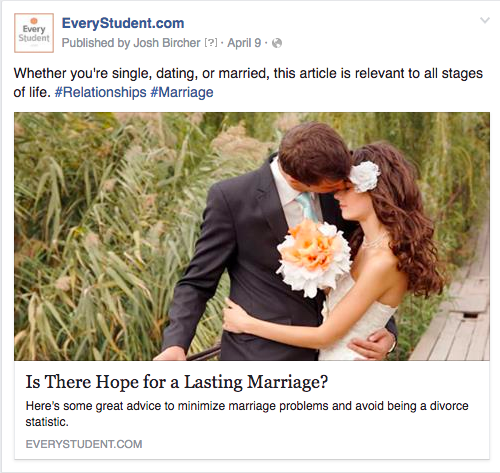 Every
Student
EveryStudent.com
Published by Josh Bircher [?] · April 9 ·
Whether you're single, dating, or married, this article is relevant to all stages
of life. #Relationships #Marriage
Is There Hope for a Lasting Marriage?
Here's some great advice to minimize marriage problems and avoid being a divorce
statistic.
EVERYSTUDENT.COM